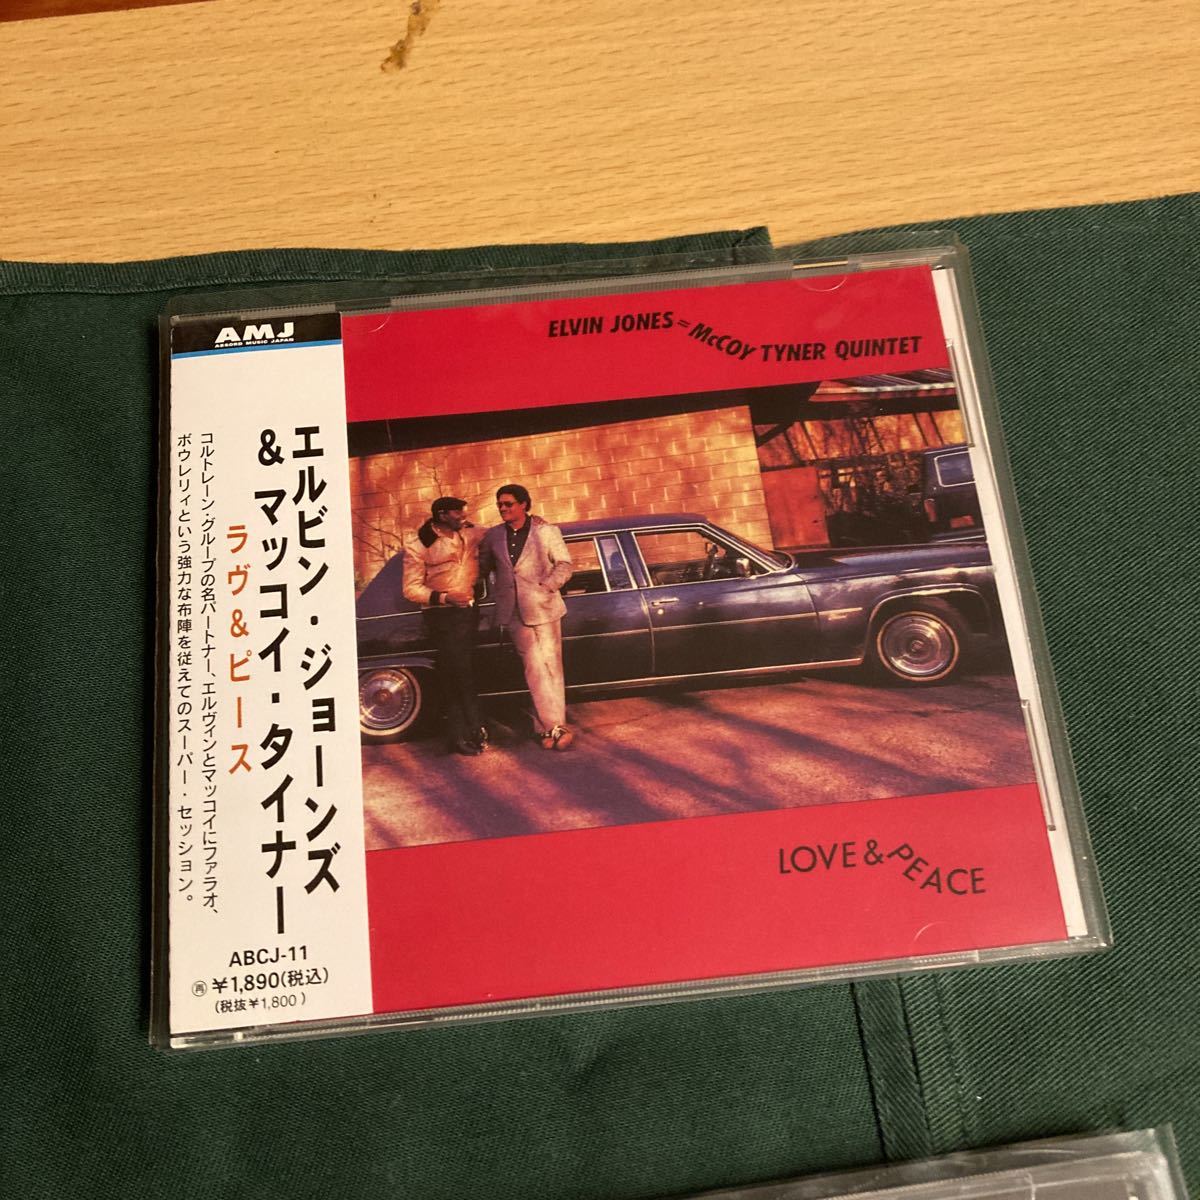 AMJ
ABSORD MUSIC JAPAN
エルビン・ジョーンズ
& マッコイ・タイナー
ラヴ&ピース
コルトレーン・グループの名パートナー、エルヴィンとマッコイにファラオ、
ボウレリィという強力な布陣を従えてのスーパー・セッション。
ABCJ-11
再 ¥1,890(税込)
(税抜¥1,800)
ELVIN JONES = McCOY TYNER QUINTET
LOVE & PEACE